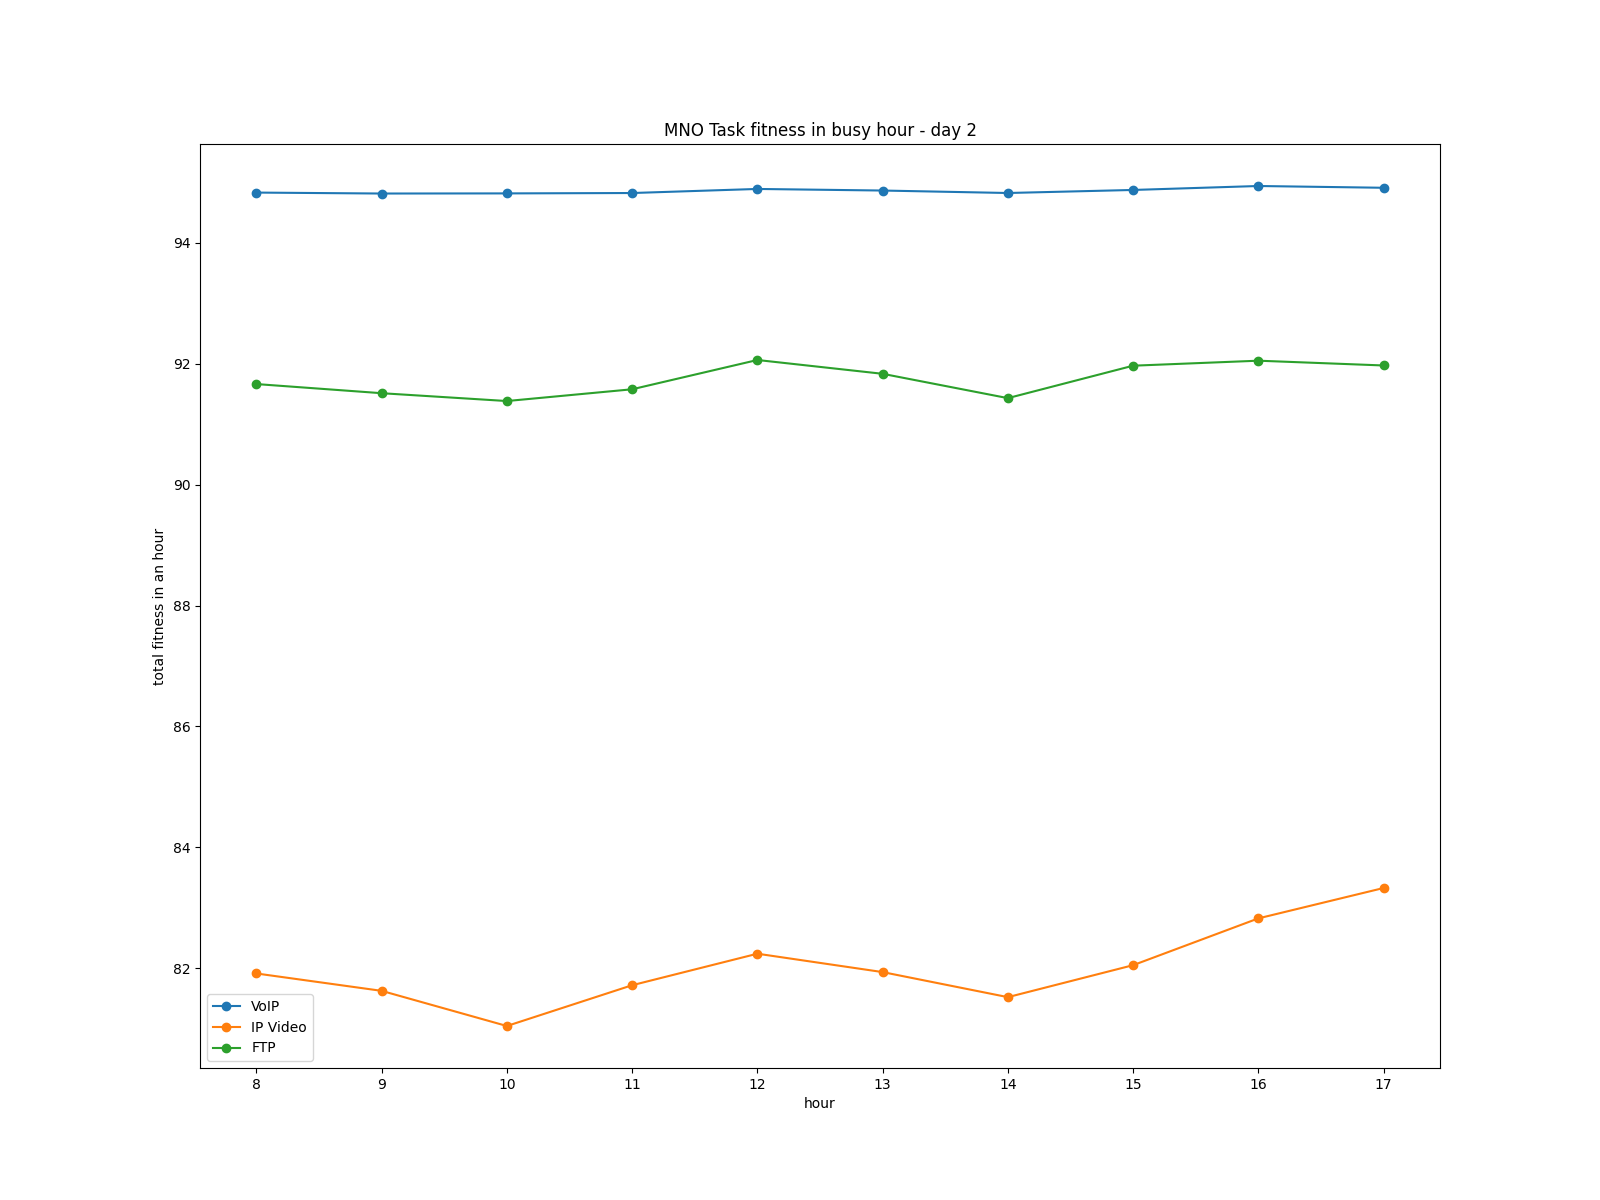 MNO Task fitness in busy hour - day 2
total fitness in an hour
94
92
90
88
86
84
82
VoIP
IP Video
FTP
8 9 10 11 12 13 14 15 16 17
hour